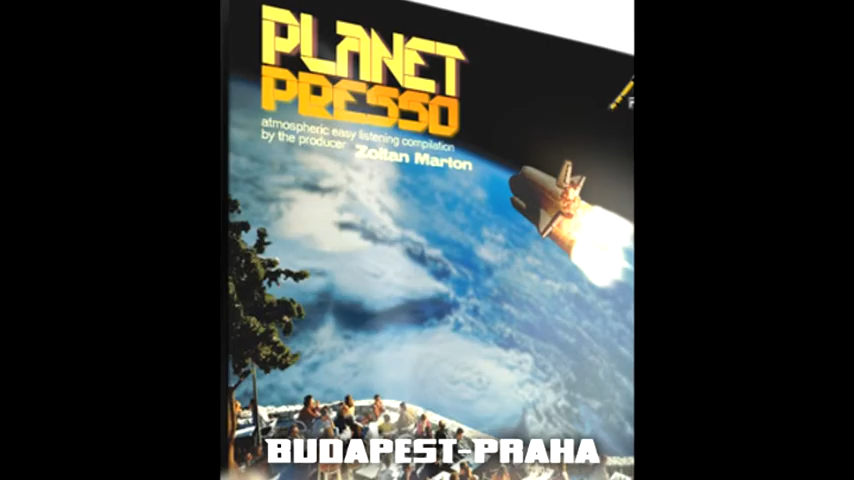 PLANET
PRESSO
atmospheric easy listening compilation
by the producer Zoltan Marton
BUDAPEST-PRAHA